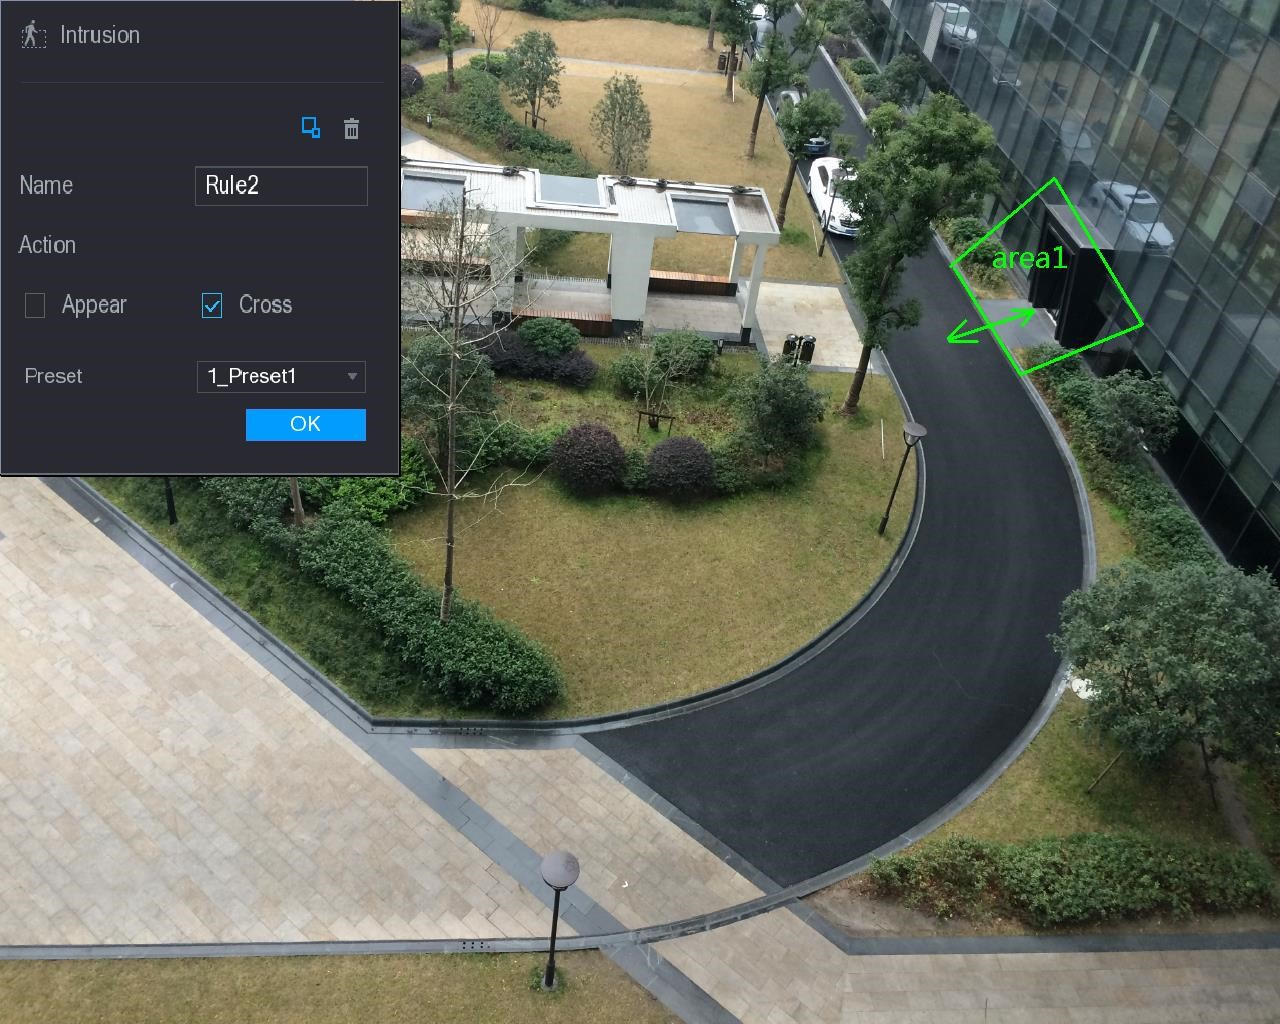 Intrusion
Name
Rule2
Action
Appear
Cross
Preset
1_Preset1
OK
area1